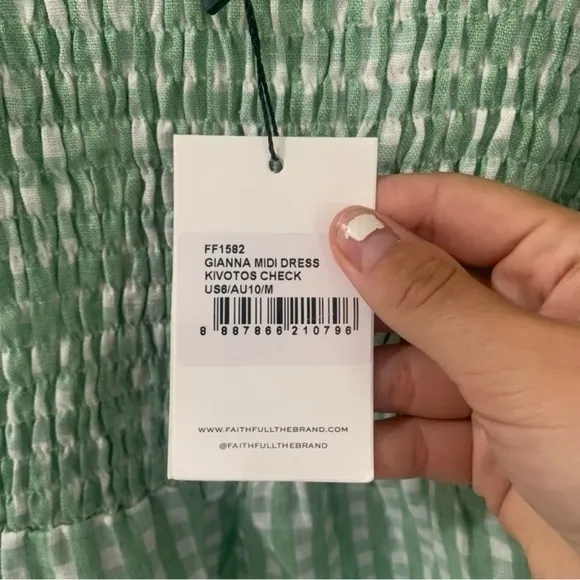 FF1582
GIANNA MIDI DRESS
KIVOTOS CHECK
US6/AU10/M
8 887866 210796
WWW.FAITHFULLTHEBRAND.COM
@FAITHFULLTHEBRAND